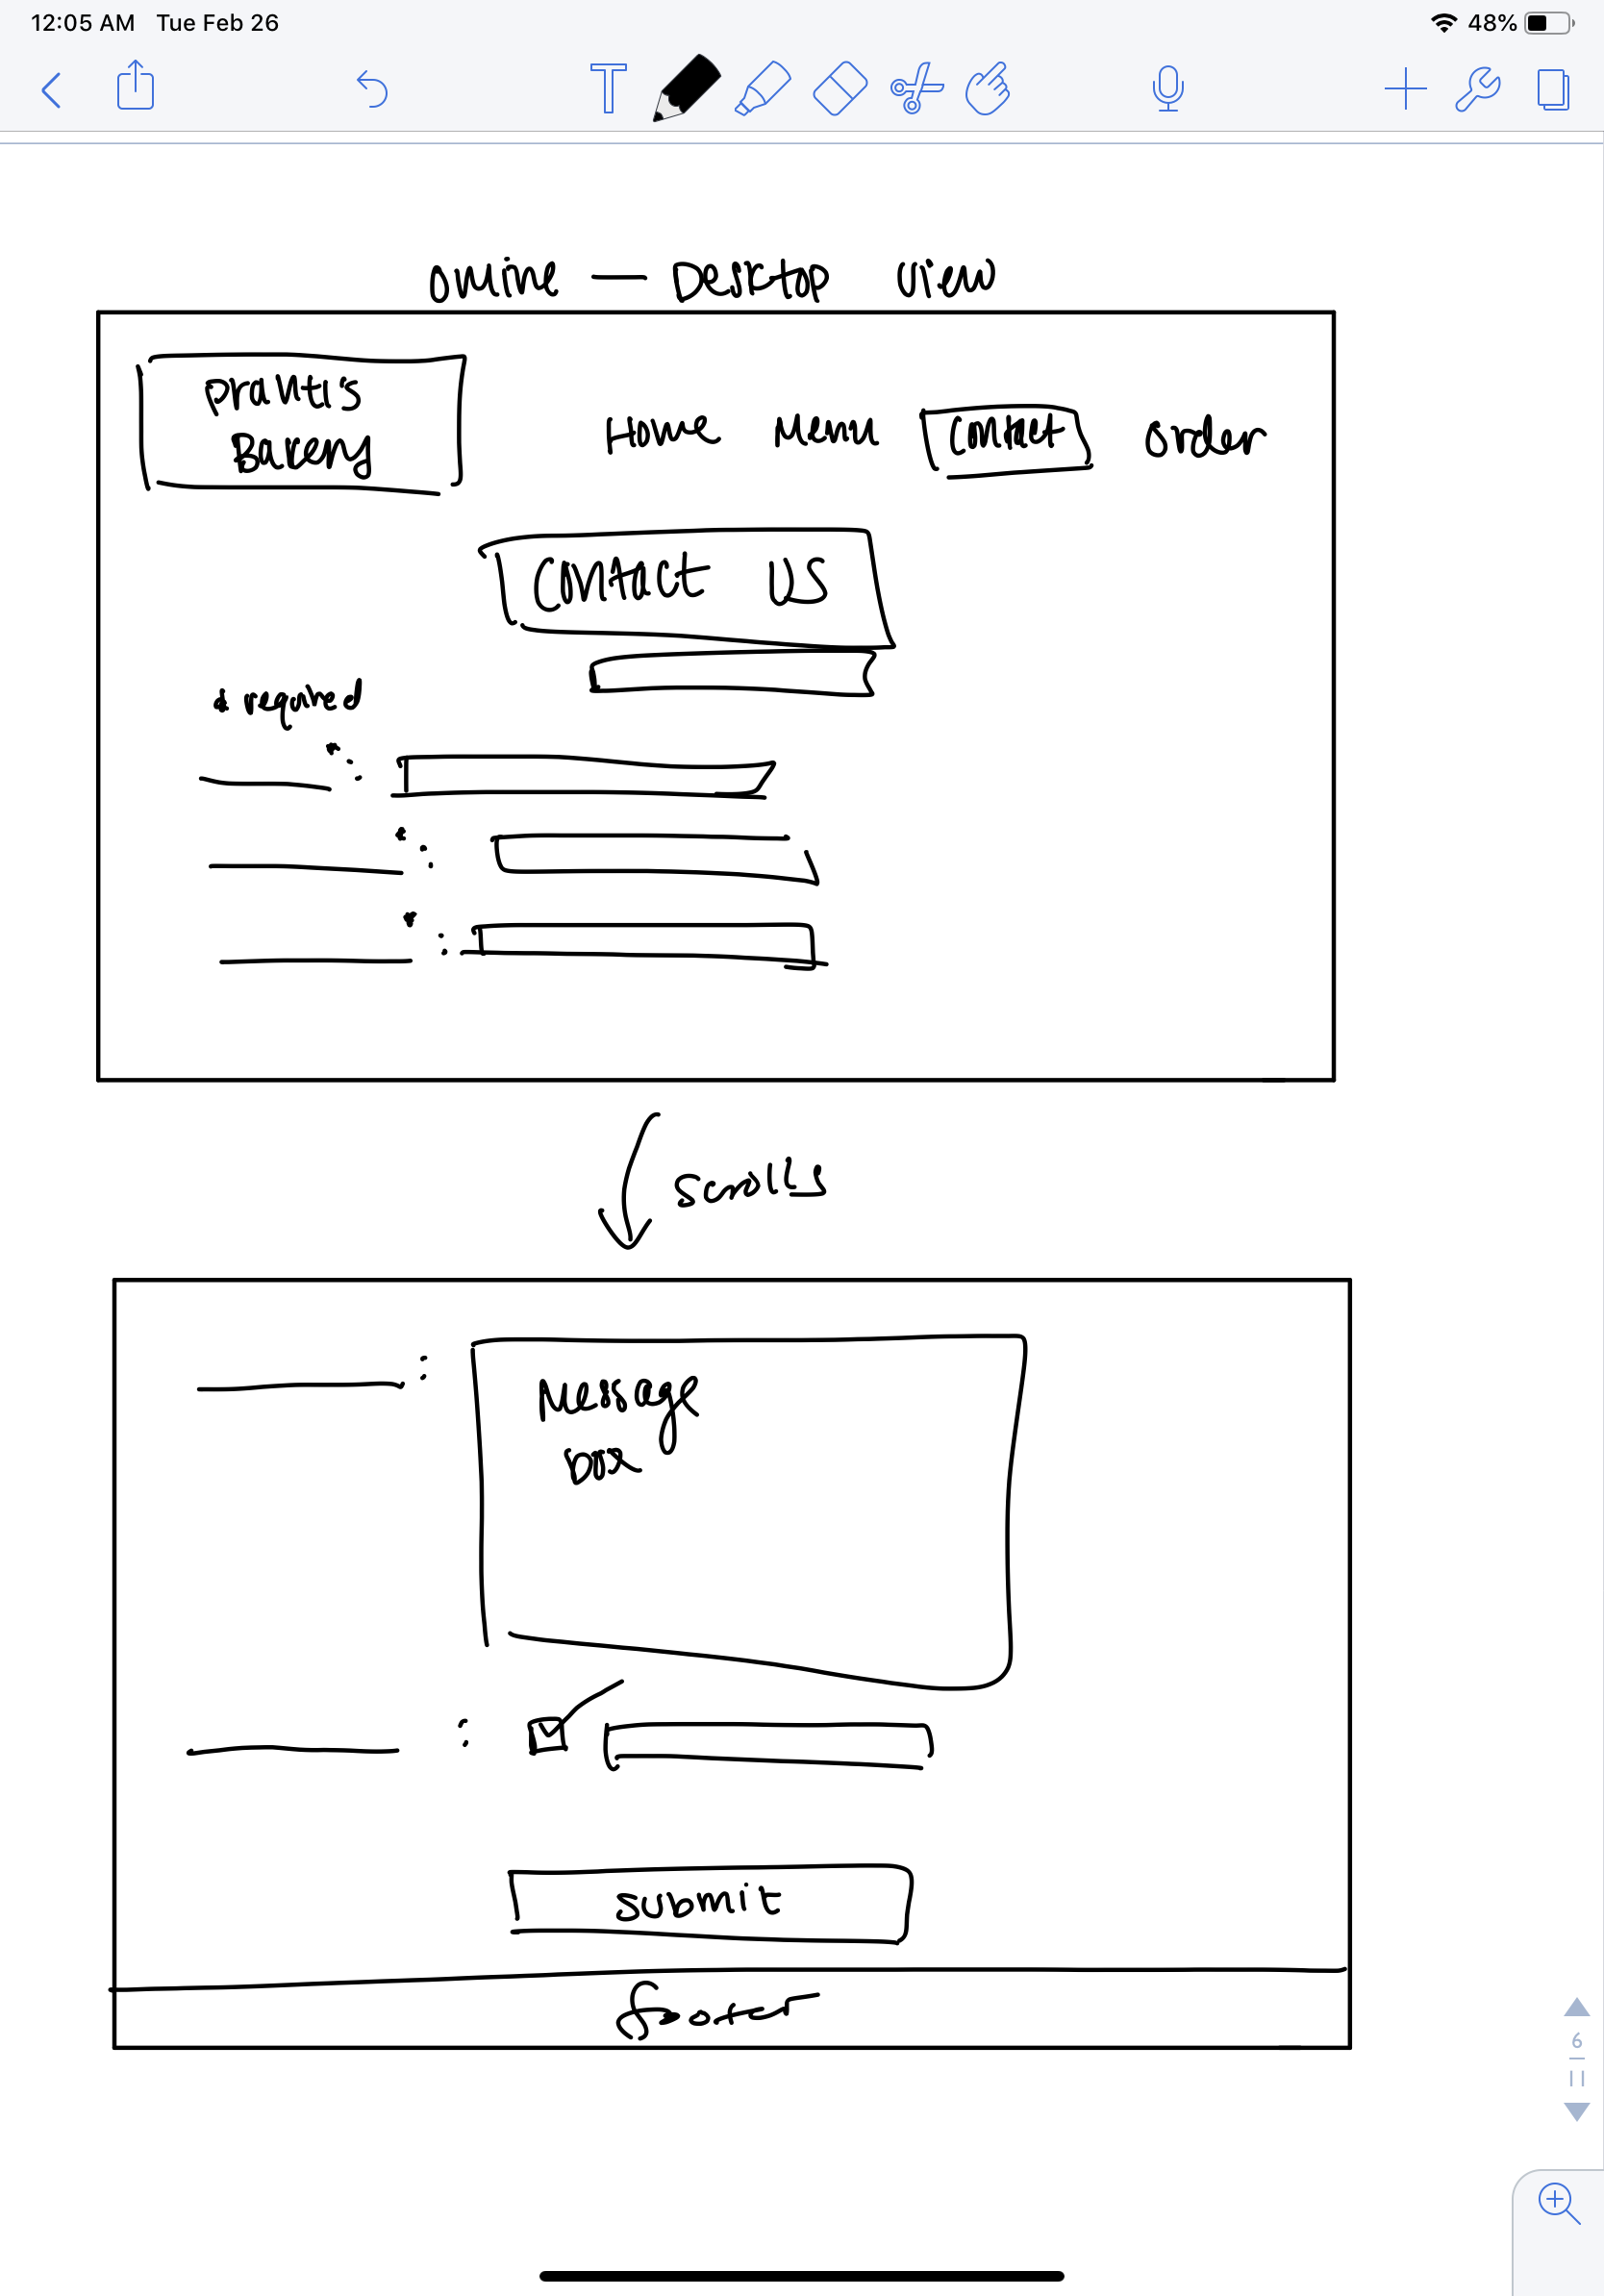 12:05 AM Tue Feb 26
48%
T
Online — Desktop View
Home Menu Contact Order
Bakery
Contact Us
* required
* :
* :
* :
scrolls
:
Message
box
:
submit
footer
6
11